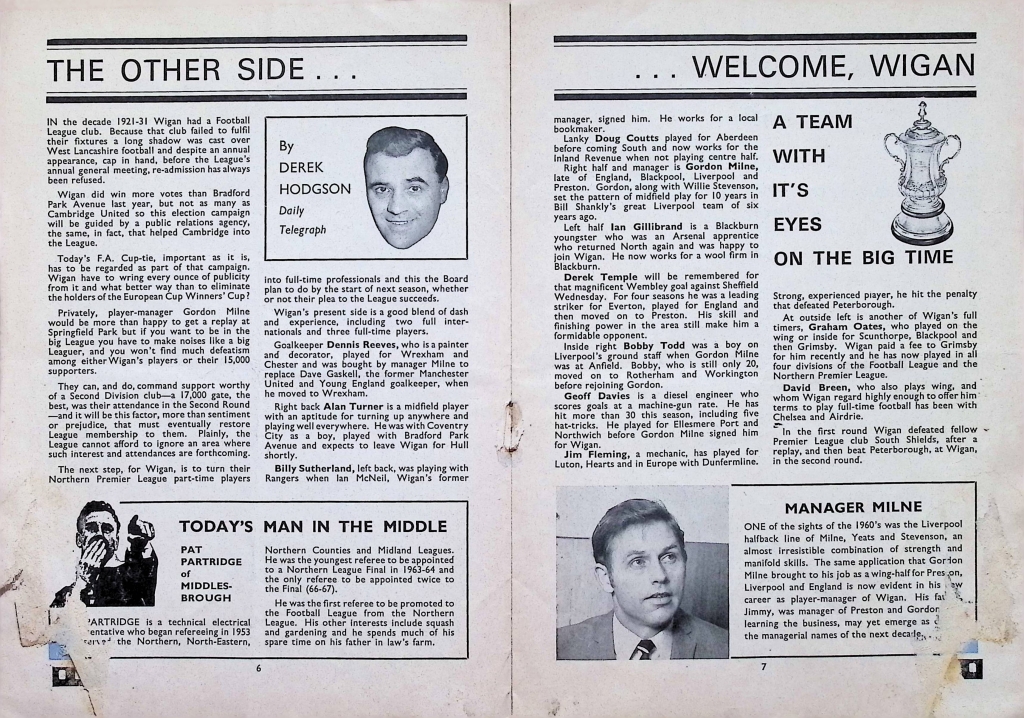 THE OTHER SIDE . . .
IN the decade 1921-31 Wigan had a Football
League club. Because that club failed to fulfil
their fixtures a long shadow was cast over
West Lancashire football and despite an annual
appearance, cap in hand, before the League's
annual general meeting, re-admission has always
been refused.
Wigan did win more votes than Bradford
Park Avenue last year, but not as many as
Cambridge United so this election campaign
will be guided by a public relations agency,
the same, in fact, that helped Cambridge into
the League.
Today's F.A. Cup-tie, important as it is,
has to be regarded as part of that campaign.
Wigan have to wring every ounce of publicity
from it and what better way than to eliminate
the holders of the European Cup Winners' Cup?
Privately, player-manager Gordon Milne
would be more than happy to get a replay at
Springfield Park but if you want to be in the
big League you have to make noises like a big
Leaguer, and you won't find much defeatism
among either Wigan's players or their 15,000
supporters.
They can, and do, command support worthy
of a Second Division club—a 17,000 gate, the
best, was their attendance in the Second Round
—and it will be this factor, more than sentiment
or prejudice, that must eventually restore
League membership to them. Plainly, the
League cannot afford to ignore an area where
such interest and attendances are forthcoming.
The next step, for Wigan, is to turn their
Northern Premier League part-time players
By
DEREK
HODGSON
Daily
Telegraph
into full-time professionals and this the Board
plan to do by the start of next season, whether
or not their plea to the League succeeds.
Wigan's present side is a good blend of dash
and experience, including two full inter-
nationals and three full-time players.
Goalkeeper Dennis Reeves, who is a painter
and decorator, played for Wrexham and
Chester and was bought by manager Milne to
replace Dave Gaskell, the former Manchester
United and Young England goalkeeper, when
he moved to Wrexham.
Right back Alan Turner is a midfield player
with an aptitude for turning up anywhere and
playing well everywhere. He was with Coventry
City as a boy, played with Bradford Park
Avenue and expects to leave Wigan for Hull
shortly.
Billy Sutherland, left back, was playing with
Rangers when Ian McNeil, Wigan's former
TODAY'S MAN IN THE MIDDLE
PAT
PARTRIDGE
of
MIDDLES-
BROUGH
PARTRIDGE is a technical electrical
entative who began refereeing in 1953
served the Northern, North-Eastern,
Northern Counties and Midland Leagues.
He was the youngest referee to be appointed
to a Northern League Final in 1963-64 and
the only referee to be appointed twice to
the Final (66-67).
He was the first referee to be promoted to
the Football League from the Northern
League. His other interests include squash
and gardening and he spends much of his
spare time on his father in law's farm.
6
. . . WELCOME, WIGAN
manager, signed him. He works for a local
bookmaker.
Lanky Doug Coutts played for Aberdeen
before coming South and now works for the
Inland Revenue when not playing centre half.
Right half and manager is Gordon Milne,
late of England, Blackpool, Liverpool and
Preston. Gordon, along with Willie Stevenson,
set the pattern of midfield play for 10 years in
Bill Shankly's great Liverpool team of six
years ago.
Left half Ian Gillibrand is a Blackburn
youngster who was an Arsenal apprentice
who returned North again and was happy to
join Wigan. He now works for a wool firm in
Blackburn.
Derek Temple will be remembered for
that magnificent Wembley goal against Sheffield
Wednesday. For four seasons he was a leading
striker for Everton, played for England and
then moved on to Preston. His skill and
finishing power in the area still make him a
formidable opponent.
Inside right Bobby Todd was a boy on
Liverpool's ground staff when Gordon Milne
was at Anfield. Bobby, who is still only 20,
moved on to Rotherham and Workington
before rejoining Gordon.
Geoff Davies is a diesel engineer who
scores goals at a machine-gun rate. He has
hit more than 30 this season, including five
hat-tricks. He played for Ellesmere Port and
Northwich before Gordon Milne signed him
for Wigan.
Jim Fleming, a mechanic, has played for
Luton, Hearts and in Europe with Dunfermline.
A TEAM
WITH
IT'S
EYES
ON THE BIG TIME
Strong, experienced player, he hit the penalty
that defeated Peterborough.
At outside left is another of Wigan's full
timers, Graham Oates, who played on the
wing or inside for Scunthorpe, Blackpool and
then Grimsby. Wigan paid a fee to Grimsby
for him recently and he has now played in all
four divisions of the Football League and the
Northern Premier League.
David Breen, who also plays wing, and
whom Wigan regard highly enough to offer him
terms to play full-time football has been with
Chelsea and Airdrie.
In the first round Wigan defeated fellow
Premier League club South Shields, after a
replay, and then beat Peterborough, at Wigan,
in the second round.
MANAGER MILNE
ONE of the sights of the 1960's was the Liverpool
halfback line of Milne, Yeats and Stevenson, an
almost irresistible combination of strength and
manifold skills. The same application that Gordon
Milne brought to his job as a wing-half for Preston,
Liverpool and England is now evident in his
career as player-manager of Wigan. His
Jimmy, was manager of Preston and Gordon
learning the business, may yet emerge as
the managerial names of the next decade.
7